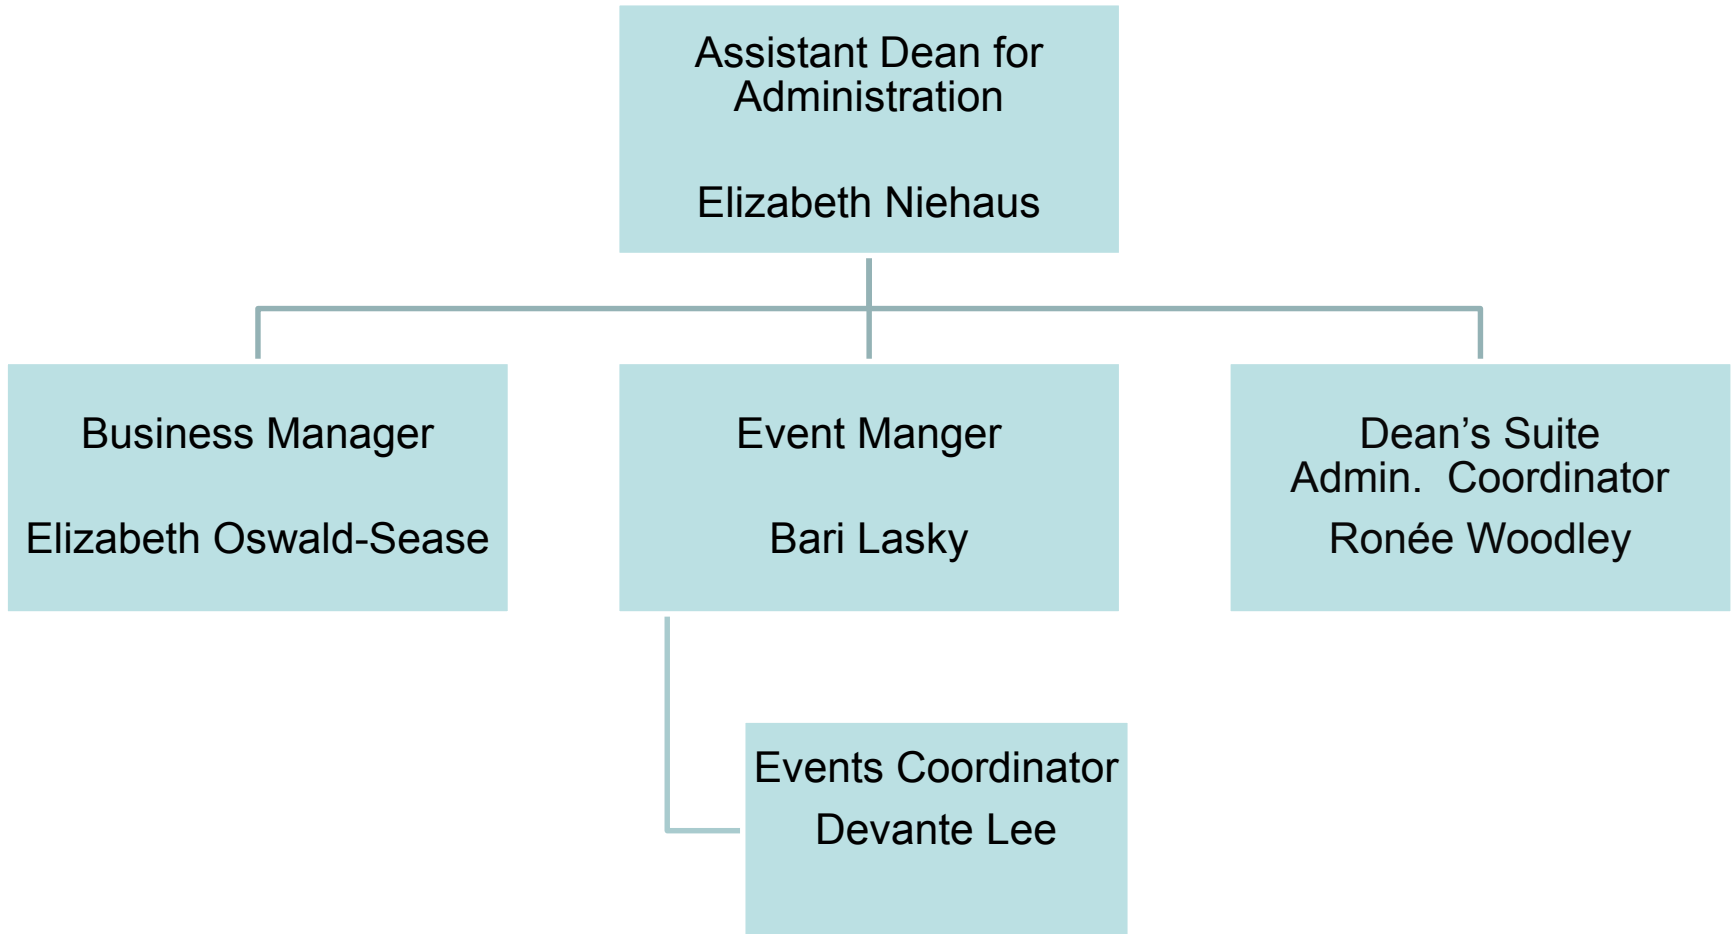 Assistant Dean for
Administration
Elizabeth Niehaus
Business Manager
Elizabeth Oswald-Sease
Event Manger
Bari Lasky
Dean’s Suite
Admin.  Coordinator
Ronée Woodley
Events Coordinator
Devante Lee